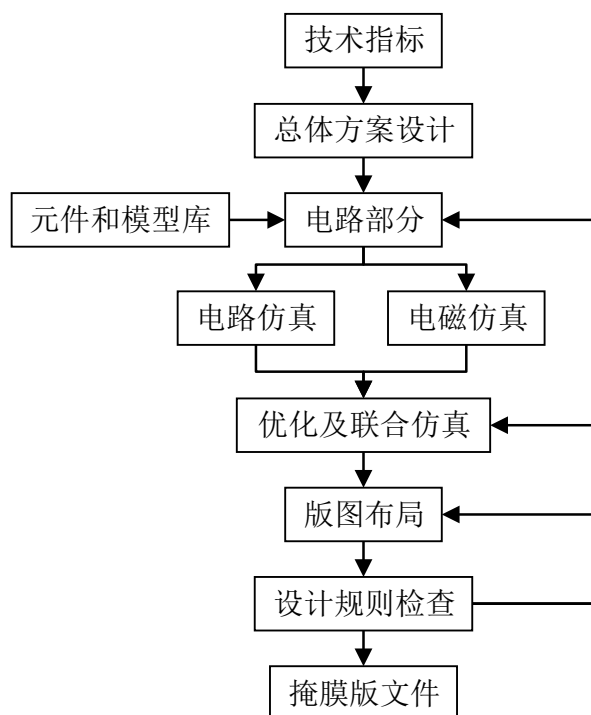 技术指标
总体方案设计
元件和模型库
电路部分
电路仿真
电磁仿真
优化及联合仿真
版图布局
设计规则检查
掩膜版文件